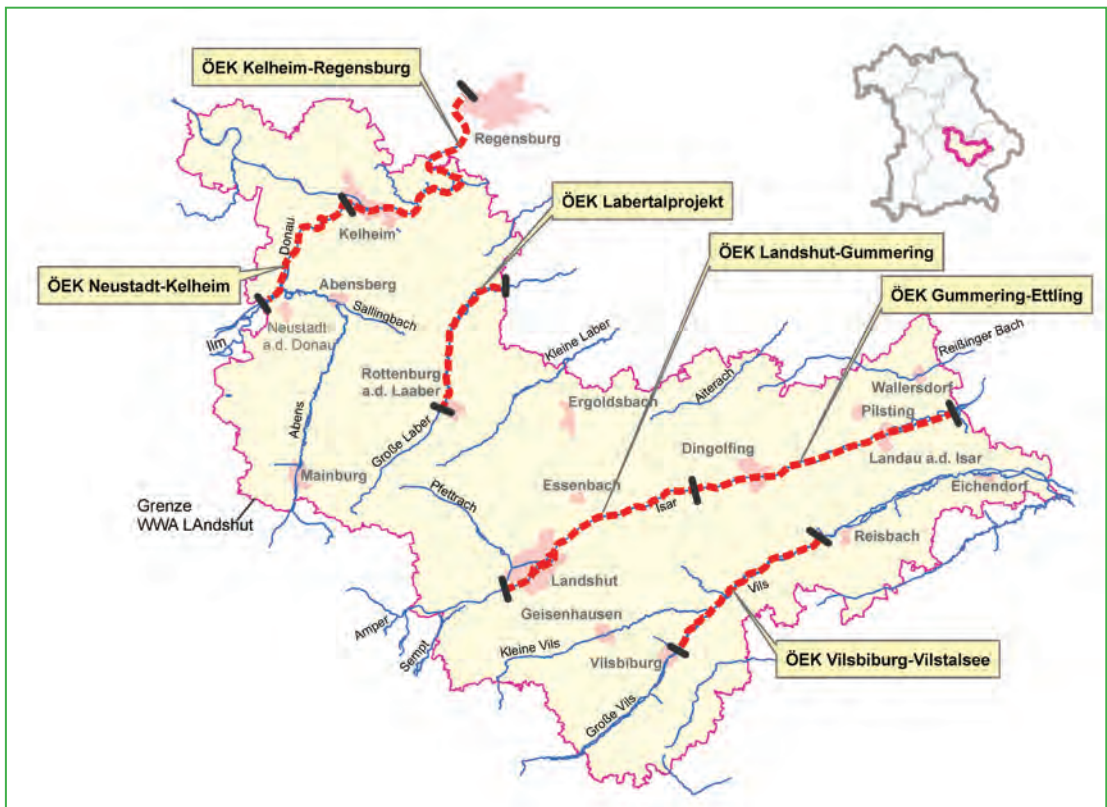 ÖEK Kelheim-Regensburg
Regensburg
ÖEK Labertalprojekt
Kelheim
Donau
ÖEK Landshut-Gummering
ÖEK Neustadt-Kelheim
Abensberg
ÖEK Gummering-Ettling
Sallingbach
Neustadt
a.d. Donau
Ilm
Kleine Laber
Reißinger Bach
Rottenburg
a.d. Laaber
Aiterach
Wallersdorf
Ergoldsbach
Pilsting
Abens
Große Laber
Dingolfing
Landau a.d. Isar
Mainburg
Pfettrach
Essenbach
Isar
Eichendorf
Grenze
WWA LAndshut
Reisbach
Landshut
Vils
Geisenhausen
Amper
Sempt
Kleine Vils
Vilsbiburg
ÖEK Vilsbiburg-Vilstalsee
Große Vils